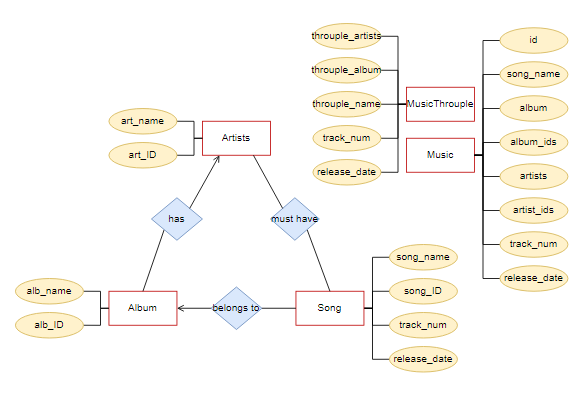 throuple_artists
throuple_album
throuple_name
track_num
release_date
MusicThrouple
Music
id
song_name
album
album_ids
artists
artist_ids
track_num
release_date
art_name
art_ID
Artists
has
must have
alb_name
alb_ID
Album
belongs to
Song
song_name
song_ID
track_num
release_date